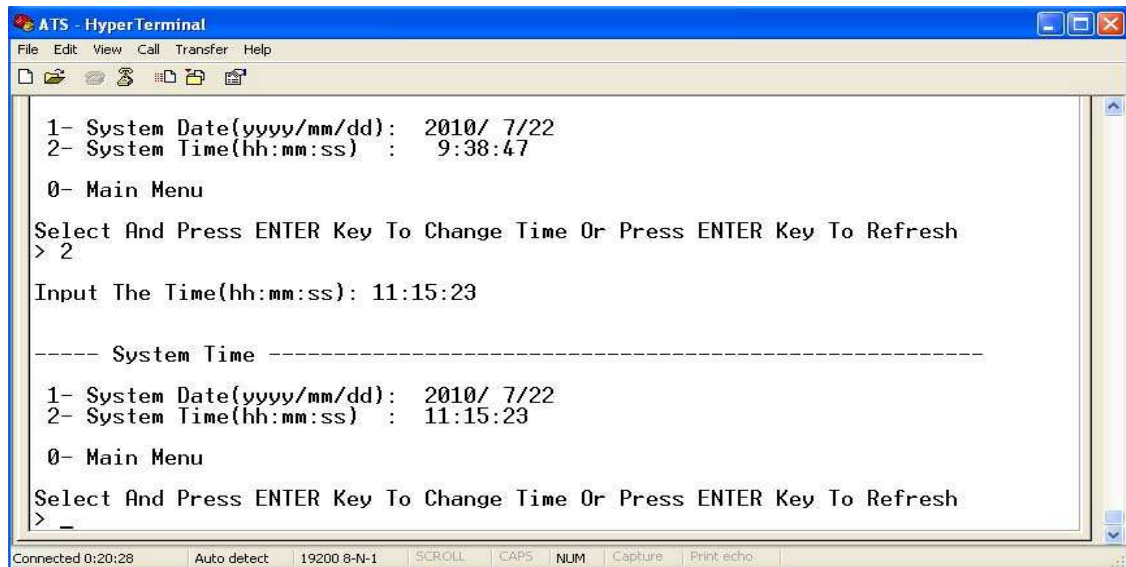 ATS - HyperTerminal
File Edit View Call Transfer Help
1- System Date(yyyy/mm/dd):  2010/ 7/22
2- System Time(hh:mm:ss)  :   9:38:47
0- Main Menu
Select And Press ENTER Key To Change Time Or Press ENTER Key To Refresh
> 2
Input The Time(hh:mm:ss): 11:15:23
----- System Time -------------------------------------------------------
1- System Date(yyyy/mm/dd):  2010/ 7/22
2- System Time(hh:mm:ss)  :  11:15:23
0- Main Menu
Select And Press ENTER Key To Change Time Or Press ENTER Key To Refresh
> _
Connected 0:20:28 Auto detect 19200 8-N-1 SCROLL CAPS NUM Capture Print echo